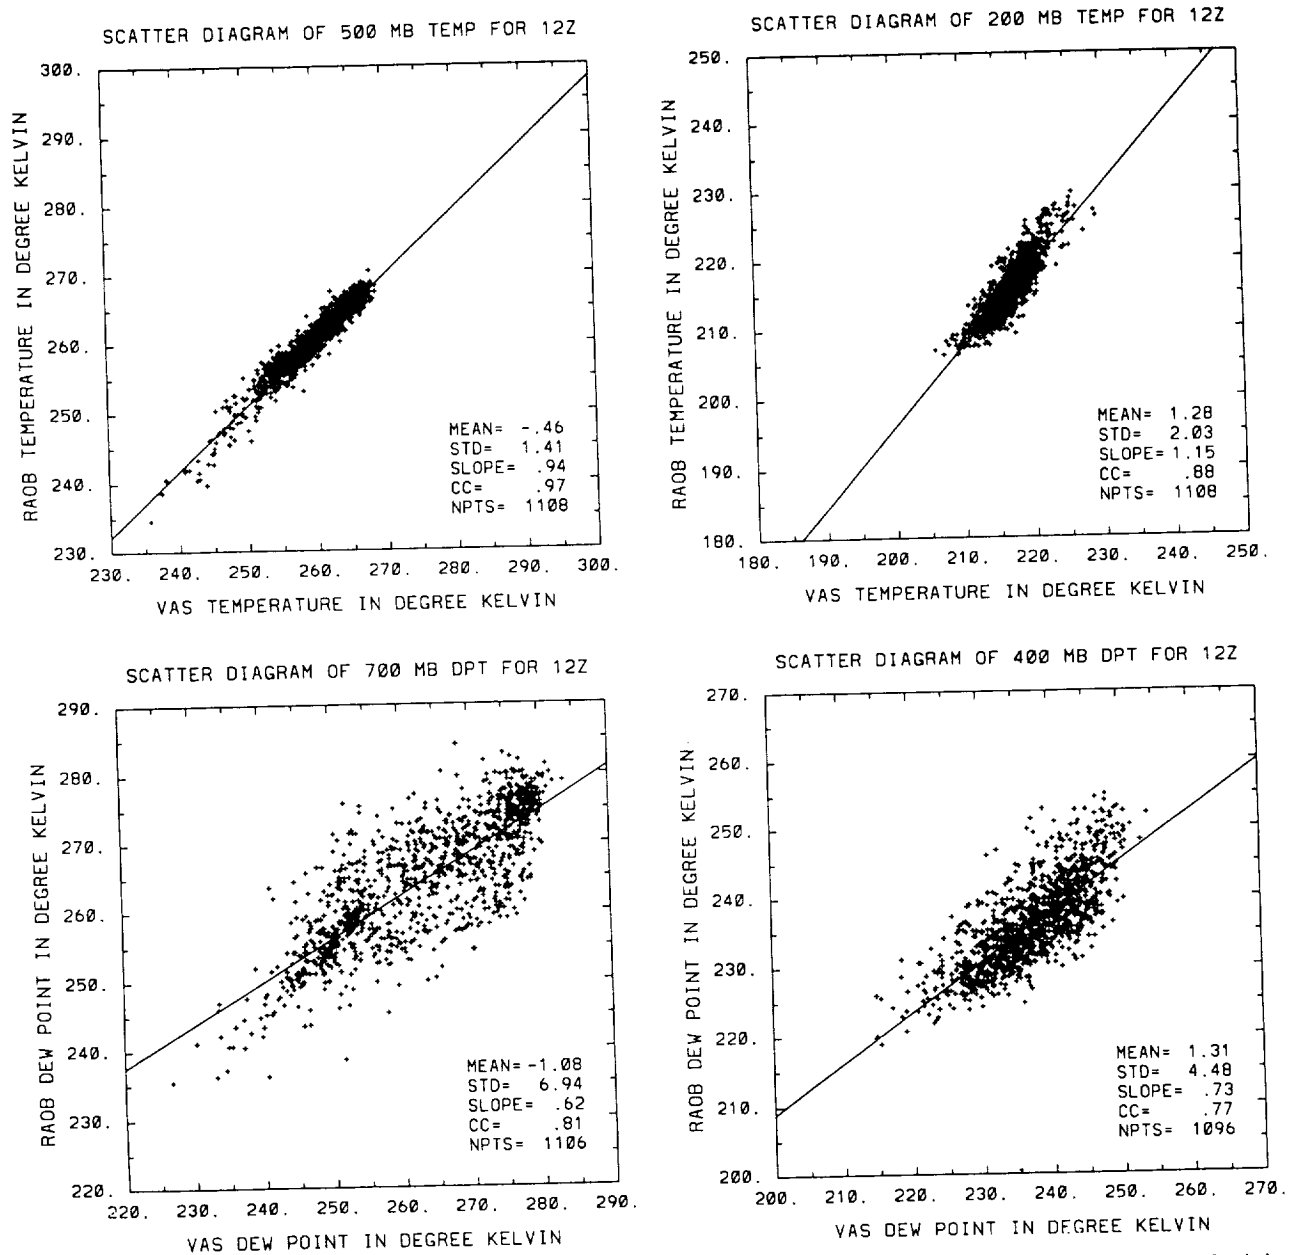 SCATTER DIAGRAM OF 500 MB TEMP FOR 12Z
300.
290.
280.
270.
260.
250.
240.
230.
RAOB TEMPERATURE IN DEGREE KELVIN
MEAN= -.46
STD= 1.41
SLOPE= .94
CC= .97
NPTS= 1108
230. 240. 250. 260. 270. 280. 290. 300.
VAS TEMPERATURE IN DEGREE KELVIN
SCATTER DIAGRAM OF 200 MB TEMP FOR 12Z
250.
240.
230.
220.
210.
200.
190.
180.
RAOB TEMPERATURE IN DEGREE KELVIN
MEAN= 1.28
STD= 2.03
SLOPE= 1.15
CC= .88
NPTS= 1108
180. 190. 200. 210. 220. 230. 240. 250.
VAS TEMPERATURE IN DEGREE KELVIN
SCATTER DIAGRAM OF 700 MB DPT FOR 12Z
290.
280.
270.
260.
250.
240.
230.
220.
RAOB DEW POINT IN DEGREE KELVIN
MEAN= -1.08
STD= 6.94
SLOPE= .62
CC= .81
NPTS= 1106
220. 230. 240. 250. 260. 270. 280. 290.
VAS DEW POINT IN DEGREE KELVIN
SCATTER DIAGRAM OF 400 MB DPT FOR 12Z
270.
260.
250.
240.
230.
220.
210.
200.
RAOB DEW POINT IN DEGREE KELVIN
MEAN= 1.31
STD= 4.48
SLOPE= .73
CC= .77
NPTS= 1096
200. 210. 220. 230. 240. 250. 260. 270.
VAS DEW POINT IN DEGREE KELVIN